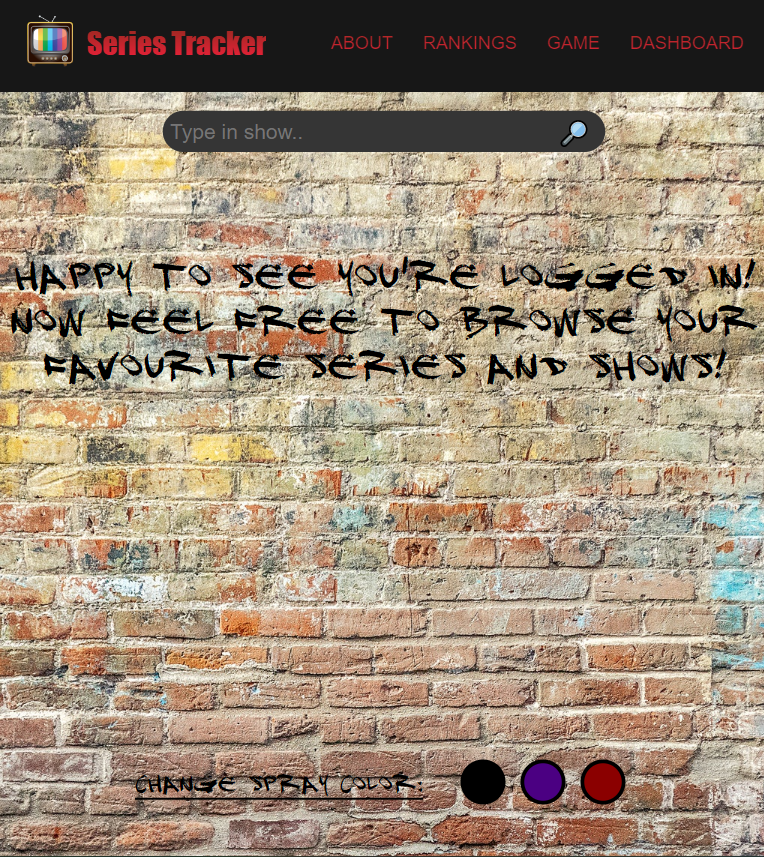 Series Tracker
ABOUT RANKINGS GAME DASHBOARD
Type in show..
HAPPY TO SEE YOU'RE LOGGED IN!
NOW FEEL FREE TO BROWSE YOUR
FAVOURITE SERIES AND SHOWS!
CHANGE SPRAY COLOR: